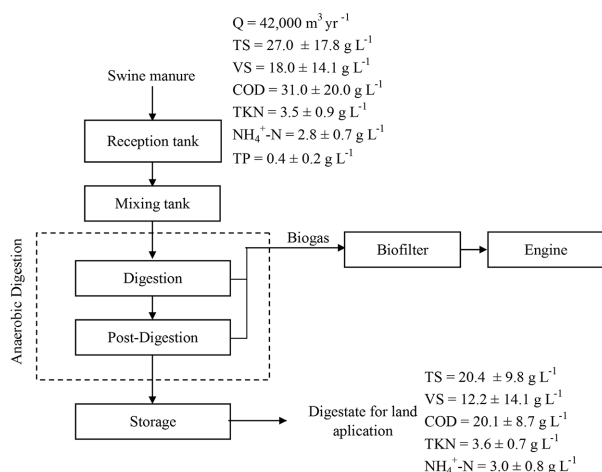 Q = 42,000 m³ yr⁻¹
TS = 27.0 ± 17.8 g L⁻¹
VS = 18.0 ± 14.1 g L⁻¹
COD = 31.0 ± 20.0 g L⁻¹
TKN = 3.5 ± 0.9 g L⁻¹
NH₄⁺-N = 2.8 ± 0.7 g L⁻¹
TP = 0.4 ± 0.2 g L⁻¹
Swine manure
Reception tank
Mixing tank
Anaerobic Digestion
Digestion
Post-Digestion
Biogas
Biofilter
Engine
Storage
Digestate for land
aplication
TS = 20.4 ± 9.8 g L⁻¹
VS = 12.2 ± 14.1 g L⁻¹
COD = 20.1 ± 8.7 g L⁻¹
TKN = 3.6 ± 0.7 g L⁻¹
NH₄⁺-N = 3.0 ± 0.8 g L⁻¹